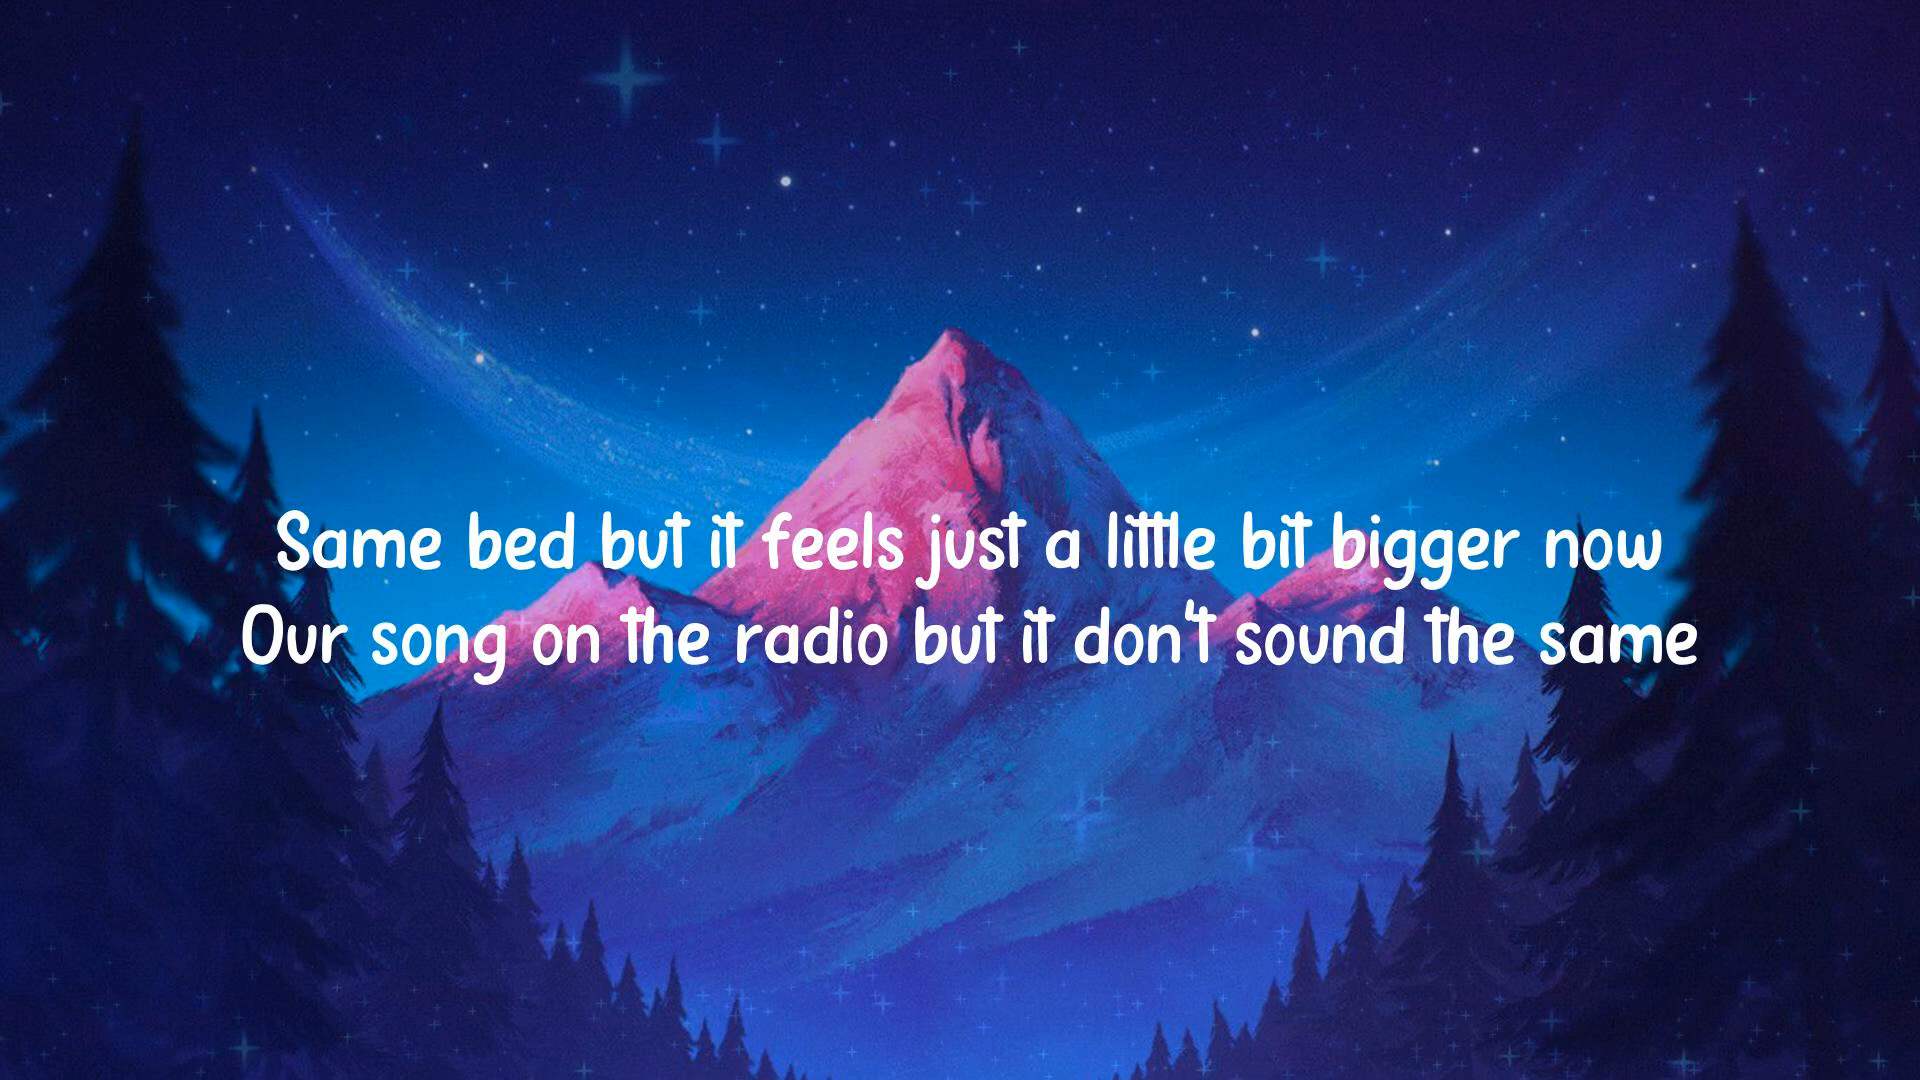 Same bed but it feels just a little bit bigger now
Our song on the radio but it don't sound the same